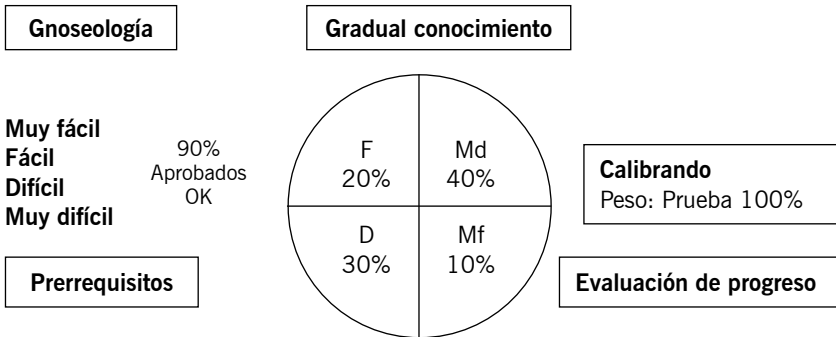 Gnoseología
Gradual conocimiento
Muy fácil
Fácil
Difícil
Muy difícil
90%
Aprobados
OK
F
20%
Md
40%
D
30%
Mf
10%
Calibrando
Peso: Prueba 100%
Prerrequisitos
Evaluación de progreso